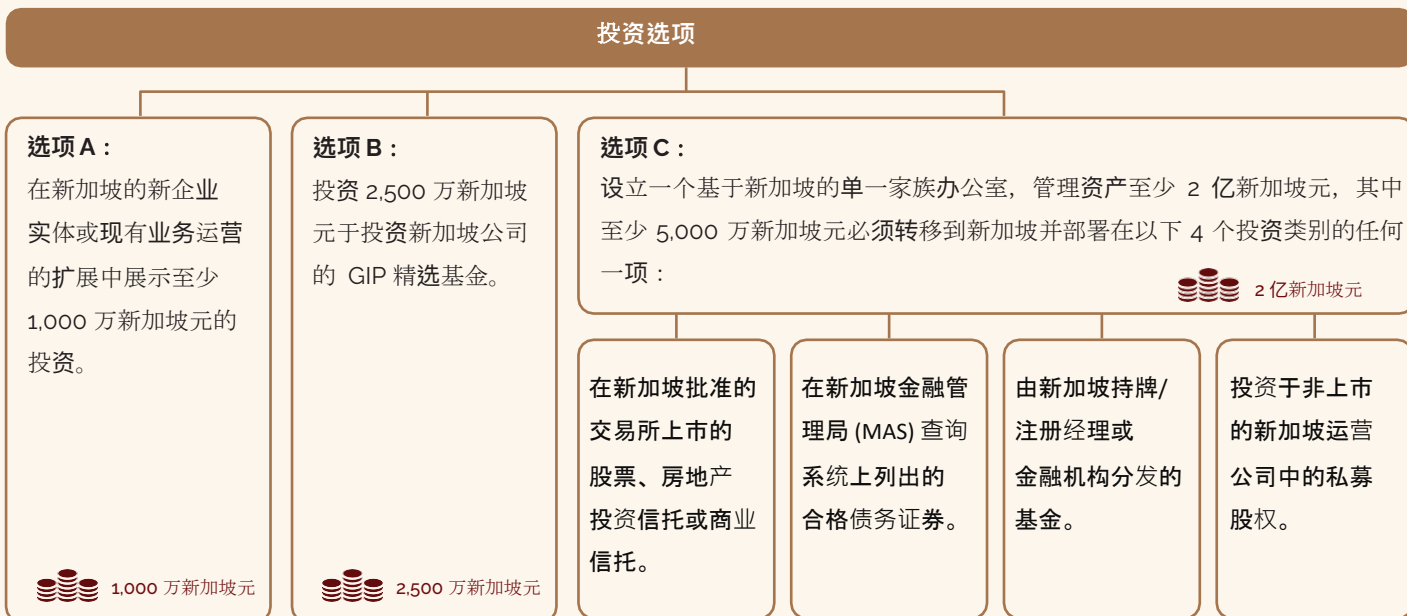 投资选项
选项 A：
在新加坡的新企业
实体或现有业务运营
的扩展中展示至少
1,000 万新加坡元的
投资。
1,000 万新加坡元
选项 B：
投资 2,500 万新加坡
元于投资新加坡公司
的 GIP 精选基金。
2,500 万新加坡元
选项 C：
设立一个基于新加坡的单一家族办公室，管理资产至少 2 亿新加坡元，其中
至少 5,000 万新加坡元必须转移到新加坡并部署在以下 4 个投资类别的任何
一项：
2 亿新加坡元
在新加坡批准的
交易所上市的
股票、房地产
投资信托或商业
信托。
在新加坡金融管
理局 (MAS) 查询
系统上列出的
合格债务证券。
由新加坡持牌/
注册经理或
金融机构分发的
基金。
投资于非上市
的新加坡运营
公司中的私募
股权。